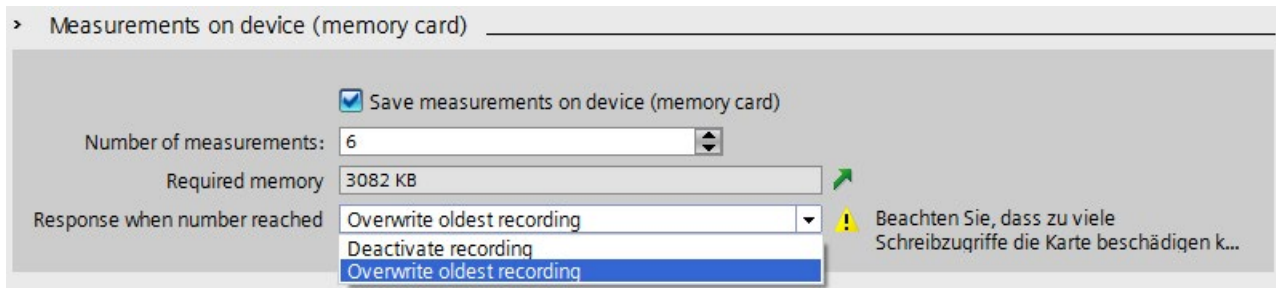 Measurements on device (memory card)
Save measurements on device (memory card)
Number of measurements: 6
Required memory 3082 KB
Response when number reached Overwrite oldest recording
Beachten Sie, dass zu viele
Schreibzugriffe die Karte beschädigen k...
Deactivate recording
Overwrite oldest recording